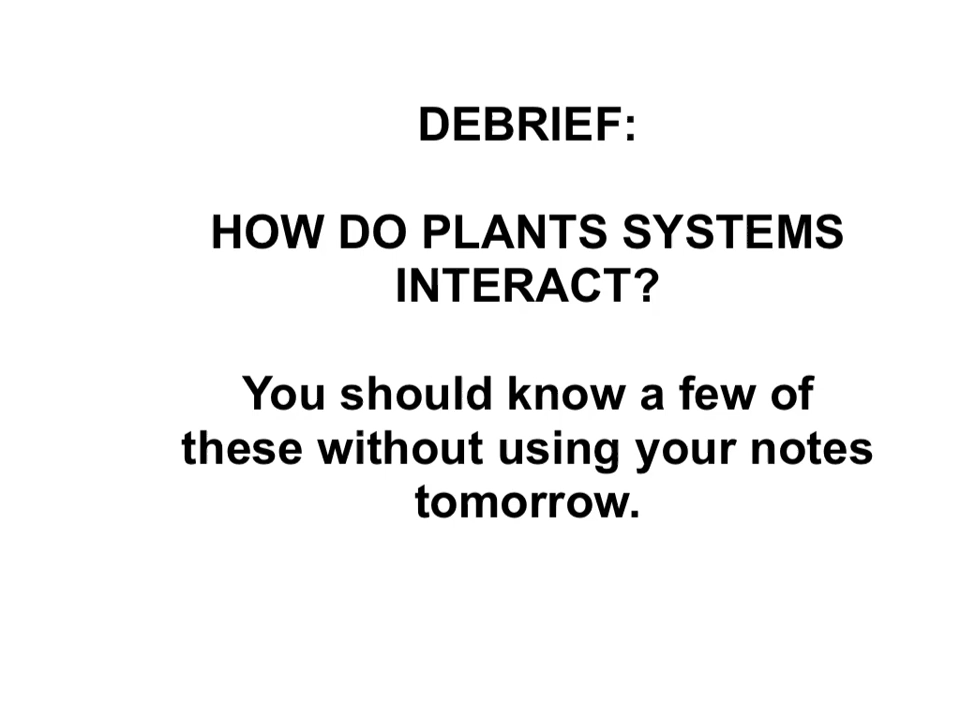 DEBRIEF:
HOW DO PLANTS SYSTEMS
INTERACT?
You should know a few of
these without using your notes
tomorrow.